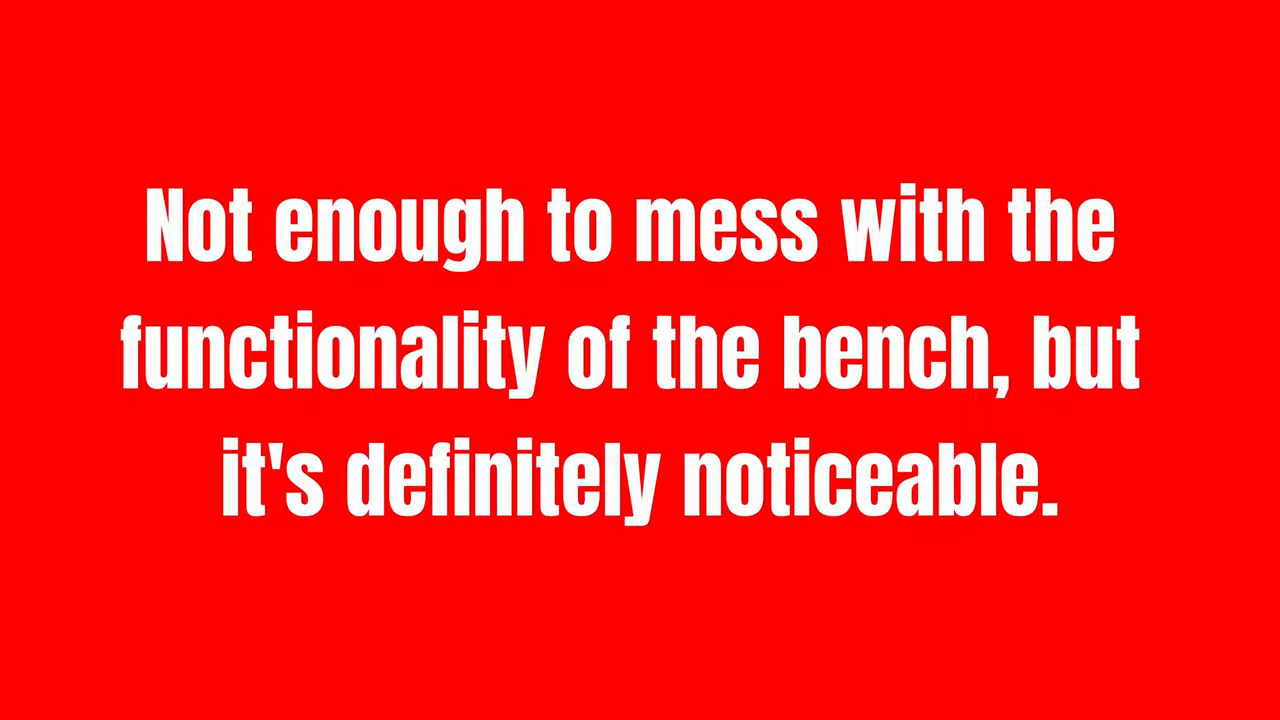 Not enough to mess with the
functionality of the bench, but
it's definitely noticeable.